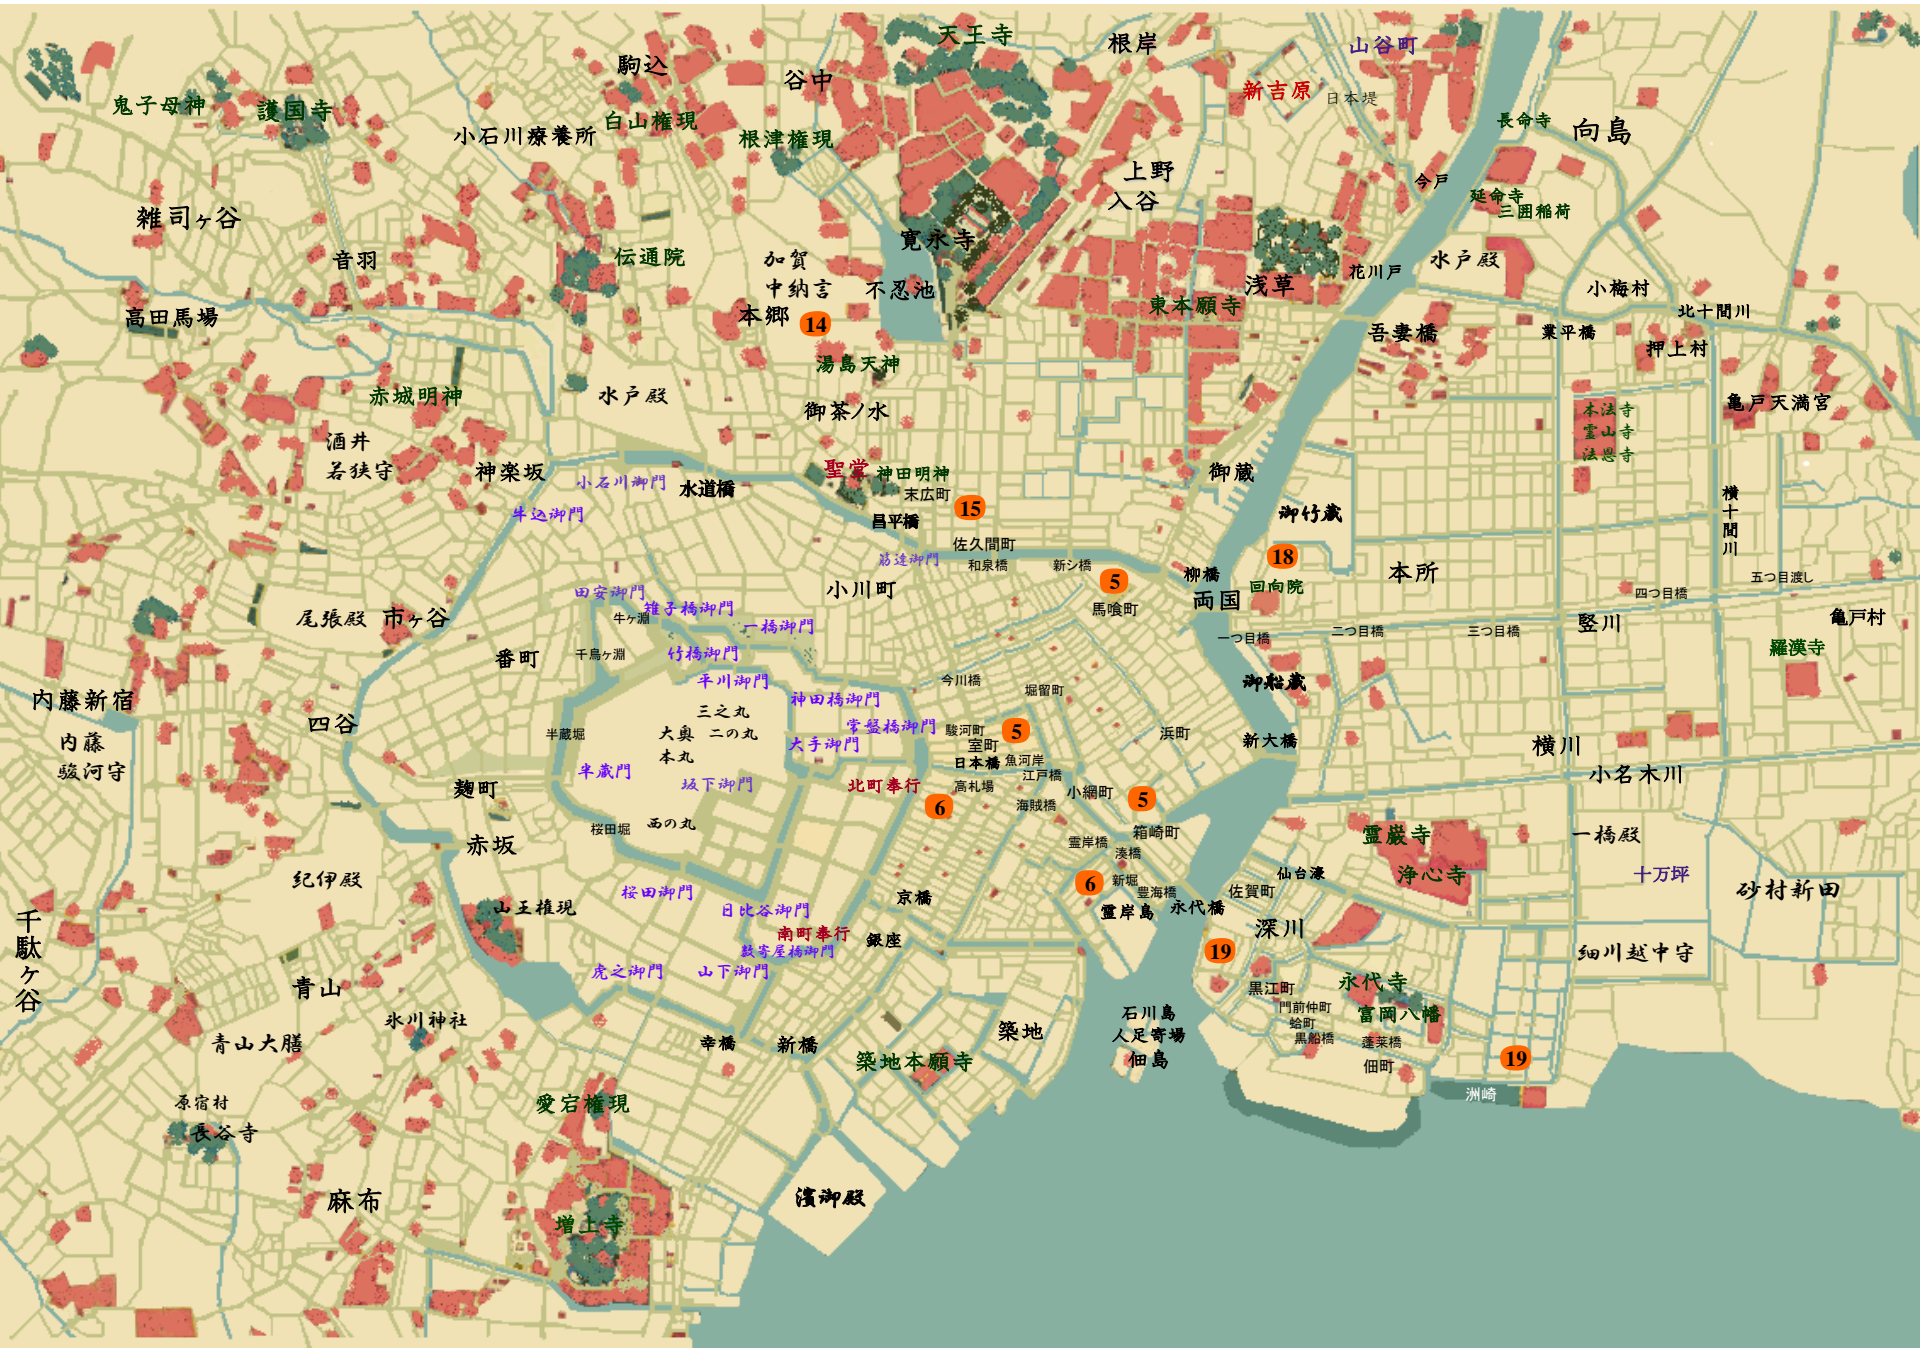 天王寺
根岸
山谷町
駒込
谷中
新吉原
日本堤
鬼子母神
護国寺
小石川療養所
白山権現
根津権現
長命寺
向島
上野
入谷
今戸
延命寺
三囲稲荷
雑司ヶ谷
音羽
伝通院
加賀
中納言
寛永寺
不忍池
浅草
花川戸
水戸殿
小梅村
高田馬場
本郷
14
東本願寺
吾妻橋
業平橋
北十間川
押上村
湯島天神
赤城明神
水戸殿
御茶ノ水
亀戸天満宮
本法寺
霊山寺
法恩寺
酒井
若狭守
神楽坂
小石川御門
水道橋
聖堂
神田明神
末広町
15
御蔵
横十間川
牛込御門
昌平橋
御竹蔵
筋違御門
佐久間町
和泉橋
新シ橋
5
柳橋
18
回向院
本所
五つ目渡し
四つ目橋
田安御門
雉子橋御門
小川町
馬喰町
両国
尾張殿
市ヶ谷
牛ヶ淵
一橋御門
一つ目橋
二つ目橋
三つ目橋
竪川
亀戸村
羅漢寺
番町
千鳥ヶ淵
竹橋御門
平川御門
今川橋
堀留町
御船蔵
内藤新宿
四谷
神田橋御門
三之丸
大奥
二の丸
常盤橋御門
駿河町
5
浜町
新大橋
横川
内藤
駿河守
半蔵堀
本丸
大手御門
室町
日本橋
魚河岸
江戸橋
半蔵門
坂下御門
北町奉行
高札場
小網町
5
小名木川
麹町
6
海賊橋
桜田堀
西の丸
箱崎町
霊巌寺
一橋殿
赤坂
霊岸橋
湊橋
紀伊殿
桜田御門
京橋
6
新堀
豊海橋
仙台濠
佐賀町
浄心寺
十万坪
砂村新田
山王権現
日比谷御門
霊岸島
永代橋
千駄ヶ谷
南町奉行
数寄屋橋御門
銀座
19
深川
細川越中守
虎之御門
山下御門
青山
石川島
人足寄場
佃島
黒江町
永代寺
門前仲町
富岡八幡
蛤町
黒船橋
蓬莱橋
佃町
19
氷川神社
青山大膳
幸橋
新橋
築地本願寺
築地
洲崎
原宿村
長谷寺
愛宕権現
麻布
増上寺
濱御殿